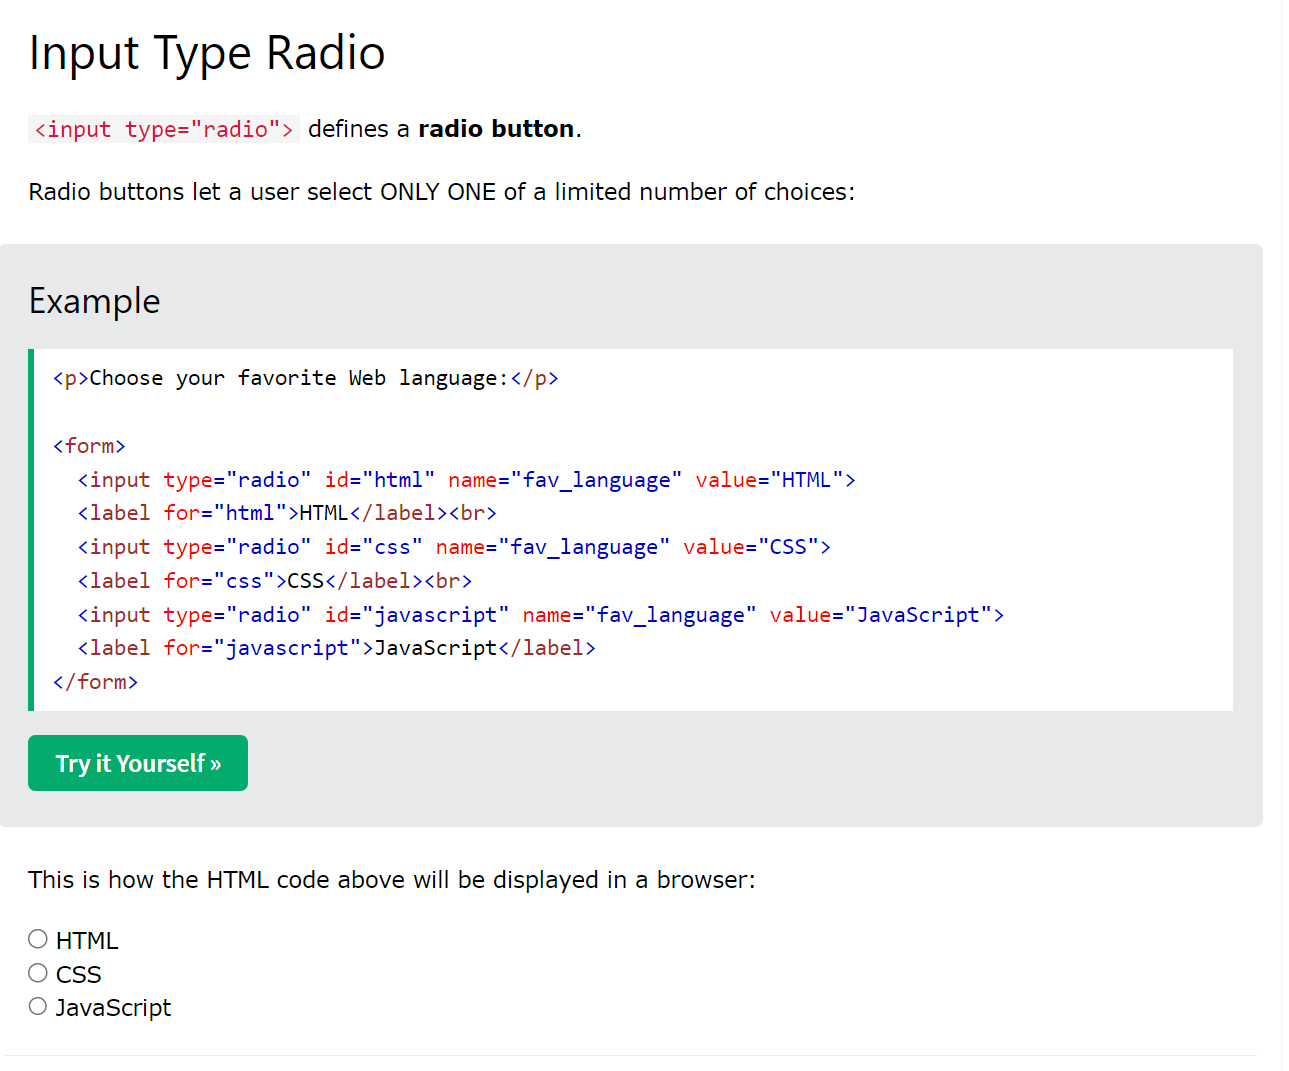 Input Type Radio
<input type="radio"> defines a radio button.
Radio buttons let a user select ONLY ONE of a limited number of choices:
Example
<p>Choose your favorite Web language:</p>
<form>
  <input type="radio" id="html" name="fav_language" value="HTML">
  <label for="html">HTML</label><br>
  <input type="radio" id="css" name="fav_language" value="CSS">
  <label for="css">CSS</label><br>
  <input type="radio" id="javascript" name="fav_language" value="JavaScript">
  <label for="javascript">JavaScript</label>
</form>
Try it Yourself »
This is how the HTML code above will be displayed in a browser:
HTML
CSS
JavaScript